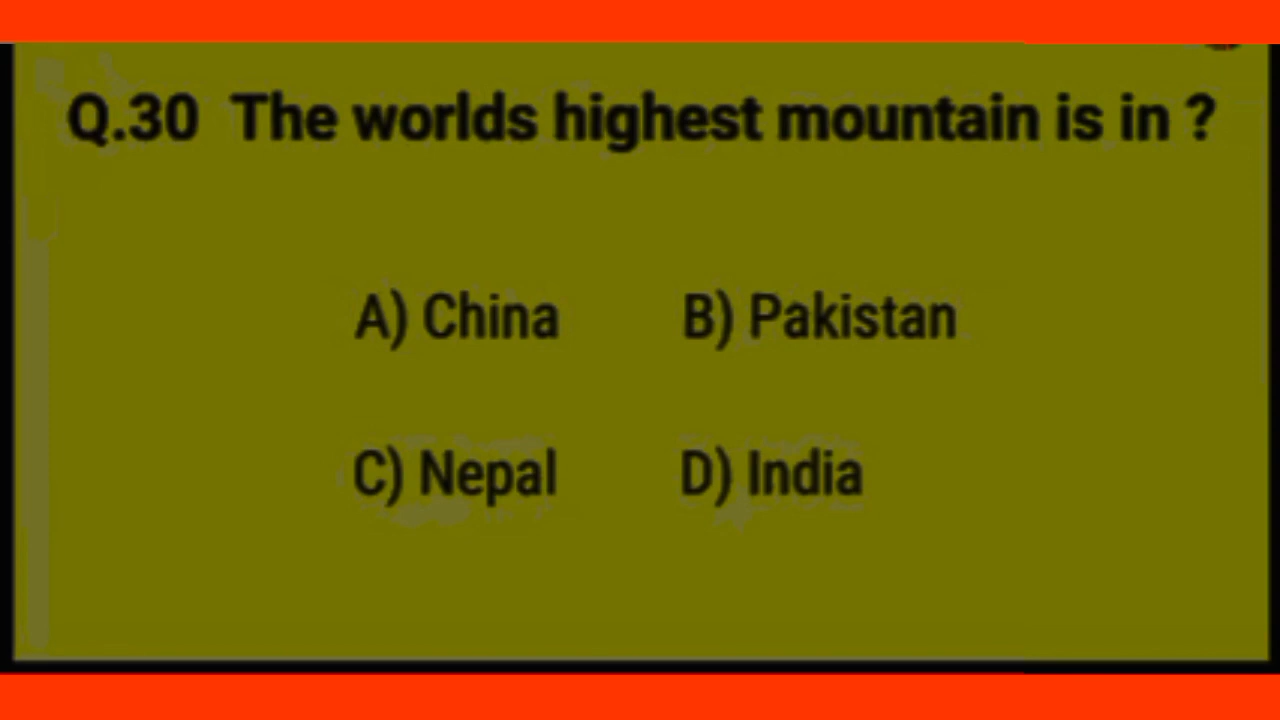 Q.30 The worlds highest mountain is in ?
A) China B) Pakistan
C) Nepal D) India